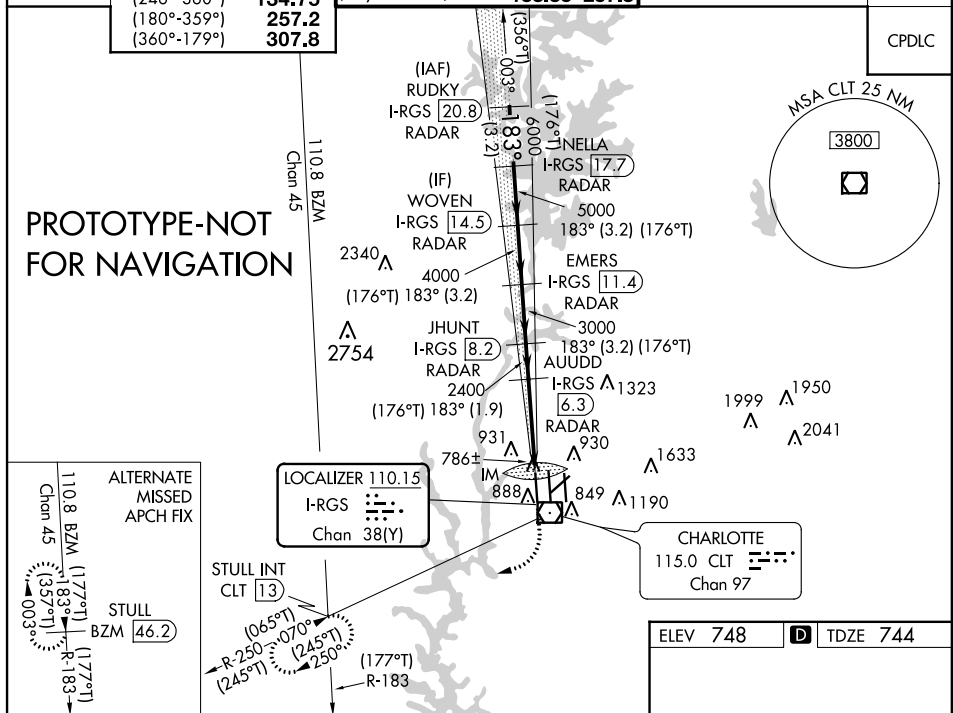 (180°-359°) 257.2
(360°-179°) 307.8
CPDLC
MSA CLT 25 NM
3800
(356°T)
003°
183°
(176°T)
6000
(3.2)
(IAF)
RUDKY
I-RGS 20.8
RADAR
NELLA
I-RGS 17.7
RADAR
110.8 BZM
Chan 45
(IF)
WOVEN
I-RGS 14.5
RADAR
5000
183° (3.2) (176°T)
PROTOTYPE-NOT
FOR NAVIGATION
2340
4000
(176°T) 183° (3.2)
EMERS
I-RGS 11.4
RADAR
2754
JHUNT
I-RGS 8.2
RADAR
3000
183° (3.2) (176°T)
2400
(176°T) 183° (1.9)
AUUDD
I-RGS
6.3
RADAR
1323
1950
1999
2041
931
930
786±
IM
1633
888
849
1190
LOCALIZER 110.15
I-RGS
Chan 38(Y)
CHARLOTTE
115.0 CLT
Chan 97
ALTERNATE
MISSED
APCH FIX
110.8 BZM
Chan 45
(177°T)
183°
(357°T)
003°
STULL
BZM 46.2
R-183
(177°T)
STULL INT
CLT 13
(065°T)
070°
R-250
(245°T)
(245°T)
250°
(177°T)
R-183
ELEV 748 D TDZE 744